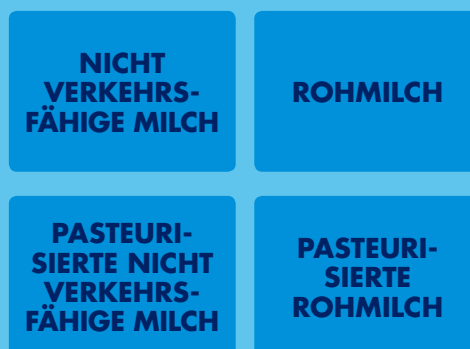 NICHT
VERKEHRS-
FÄHIGE MILCH
ROHMILCH
PASTEURI-
SIERTE NICHT
VERKEHRS-
FÄHIGE MILCH
PASTEURI-
SIERTE
ROHMILCH